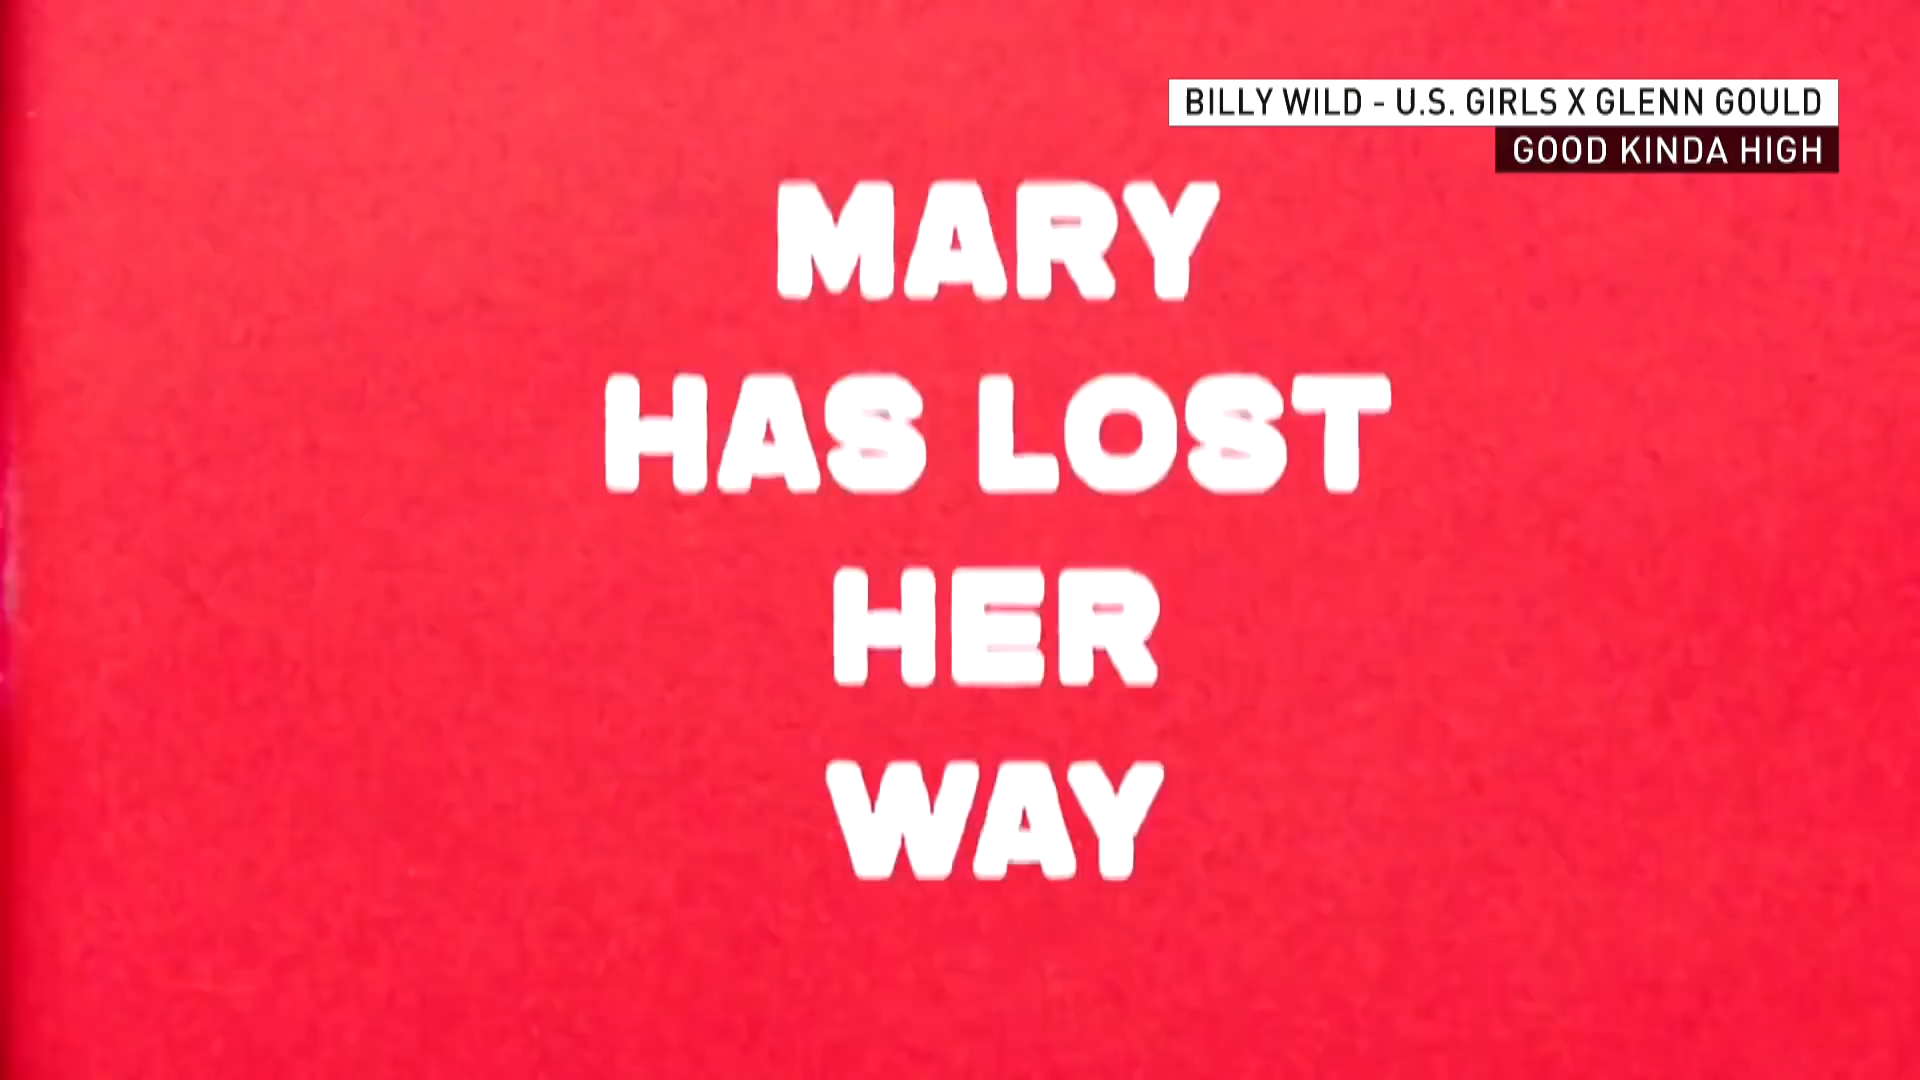 BILLY WILD - U.S. GIRLS X GLENN GOULD
GOOD KINDA HIGH
MARY
HAS LOST
HER
WAY